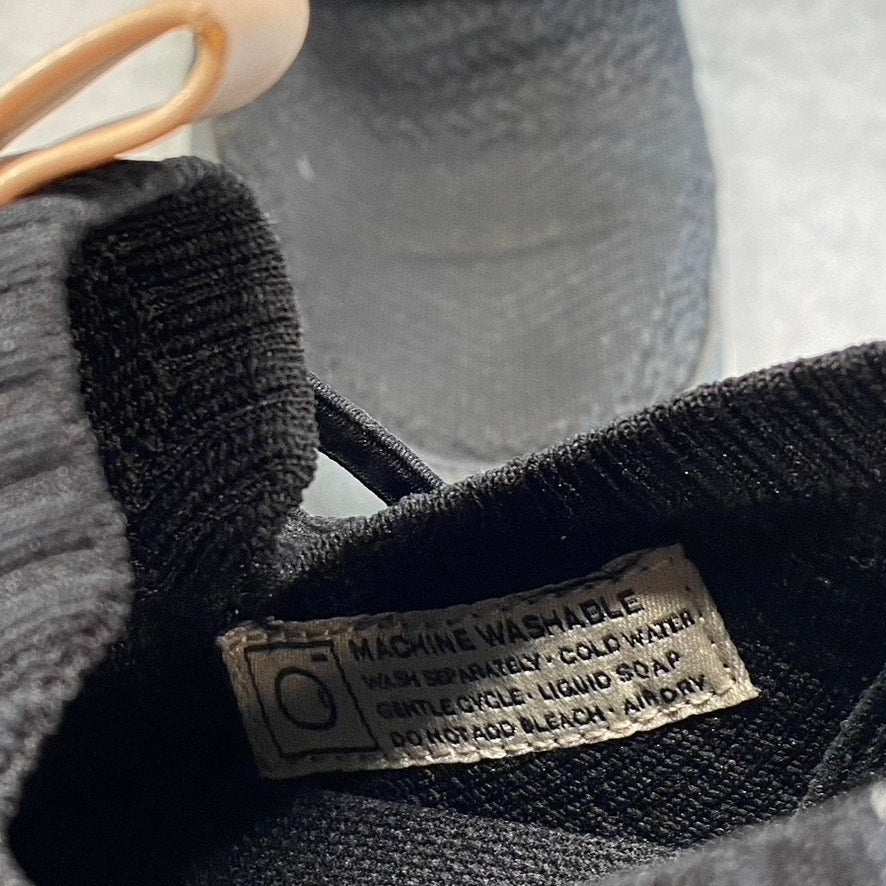 MACHINE WASHABLE
WASH SEPARATELY · COLD WATER
GENTLE CYCLE · LIQUID SOAP
DO NOT ADD BLEACH · AIR DRY